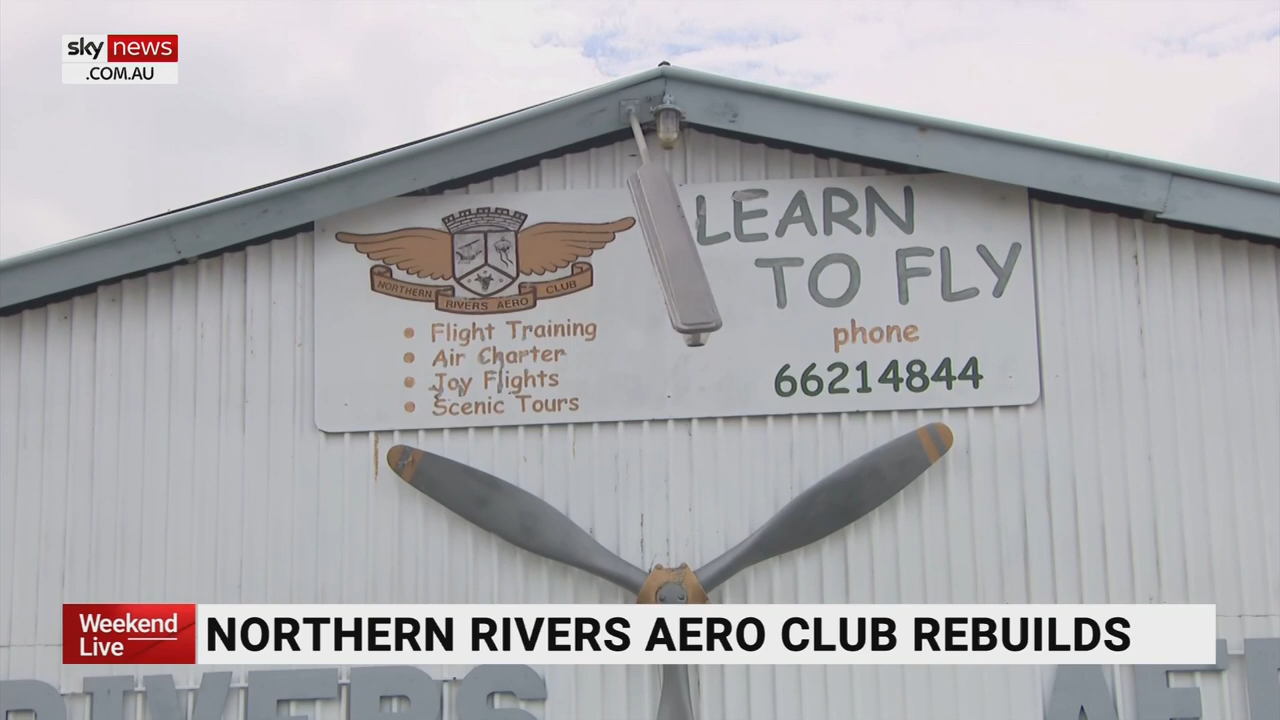 sky news
.COM.AU
LEARN
TO FLY
NORTHERN RIVERS AERO CLUB
• Flight Training
• Air Charter
• Joy Flights
• Scenic Tours
phone
66214844
Weekend
Live
NORTHERN RIVERS AERO CLUB REBUILDS
RIVERS